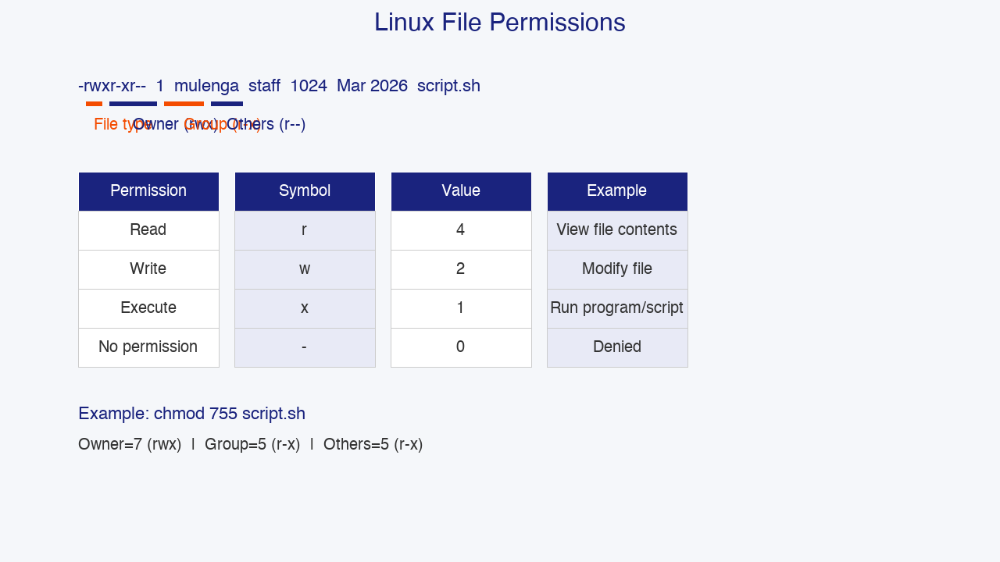 Linux File Permissions
-rwxr-xr-- 1 mulenga staff 1024 Mar 2026 script.sh
File type Owner (rwx) Group (r-x) Others (r--)
Permission Symbol Value Example
Read r 4 View file contents
Write w 2 Modify file
Execute x 1 Run program/script
No permission - 0 Denied
Example: chmod 755 script.sh
Owner=7 (rwx) | Group=5 (r-x) | Others=5 (r-x)